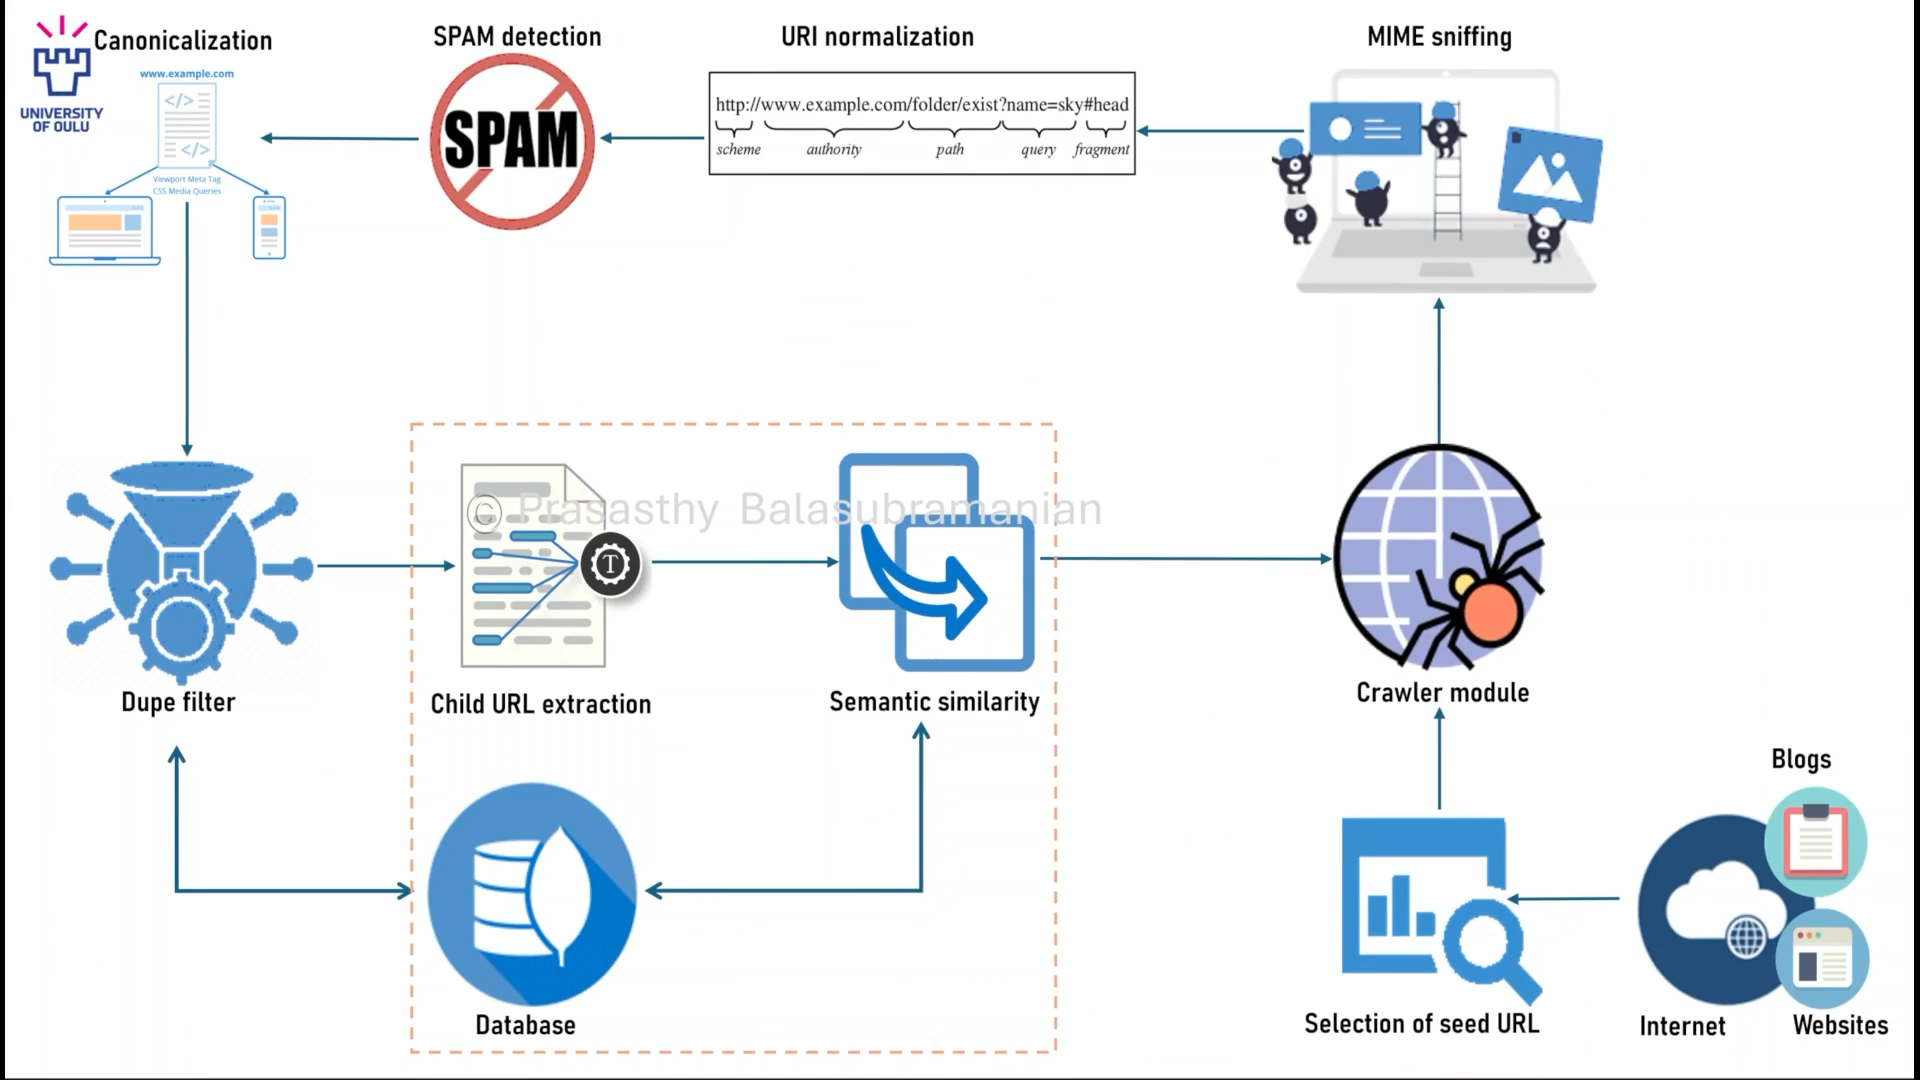 Canonicalization
SPAM detection
URI normalization
MIME sniffing
UNIVERSITY
OF OULU
www.example.com
</>
</>
Viewport Meta Tag
CSS Media Queries
SPAM
http://www.example.com/folder/exist?name=sky#head
scheme authority path query fragment
© Prasasthy Balasubramanian
T
Dupe filter
Child URL extraction
Semantic similarity
Crawler module
Blogs
Database
Selection of seed URL
Internet
Websites